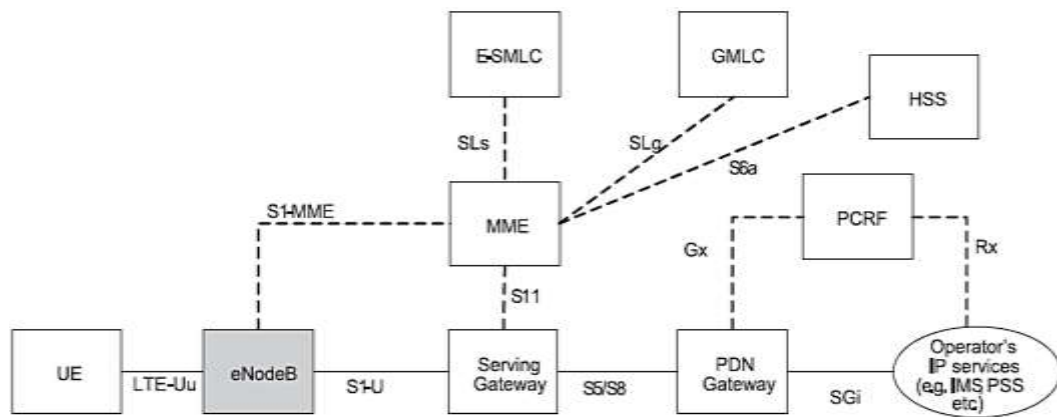 E-SMLC
GMLC
HSS
SLs
SLg
S6a
S1-MME
MME
PCRF
Gx
Rx
S11
UE
eNodeB
Serving
Gateway
PDN
Gateway
Operator's
IP services
(e.g, IMS PSS
etc.)
LTE-Uu
S1-U
S5/S8
SGi